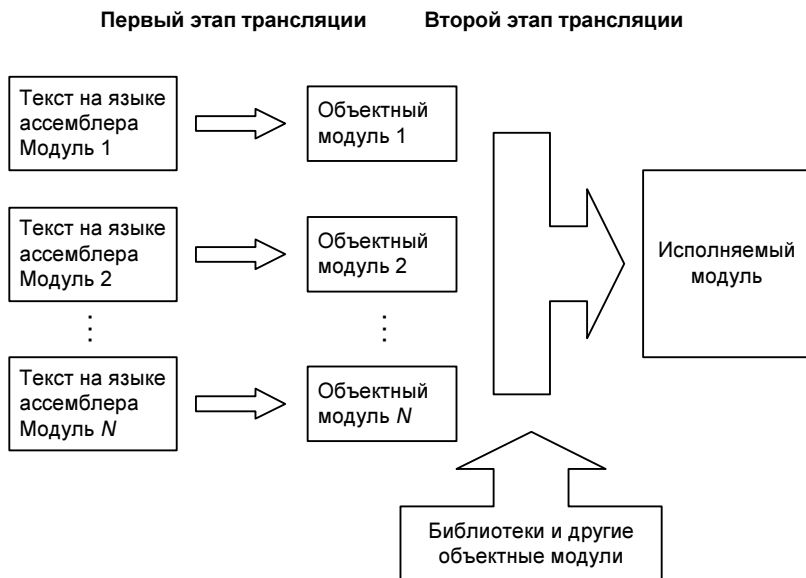 Первый этап трансляции
Второй этап трансляции
Текст на языке
ассемблера
Модуль 1
Объектный
модуль 1
Текст на языке
ассемблера
Модуль 2
Объектный
модуль 2
Исполняемый
модуль
Текст на языке
ассемблера
Модуль N
Объектный
модуль N
Библиотеки и другие
объектные модули